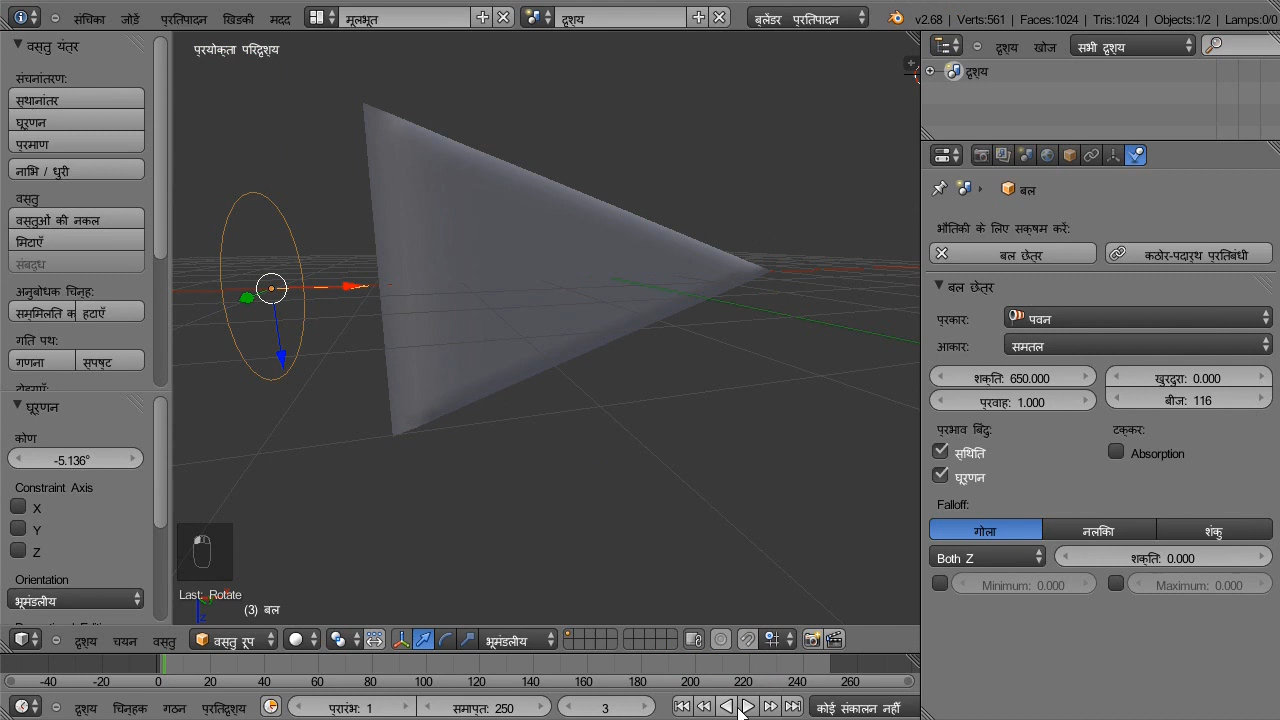 संचिका जोड़ें प्रतिपादन खिडकी मदद मूलभूत दृश्य ब्लेंडर प्रतिपादन v2.68 | Verts:561 | Faces:1024 | Tris:1024 | Objects:1/2 | Lamps:0/0
वस्तु यंत्र
संचनांतरण:
स्थानांतर
घूर्णन
प्रमाण
नाभि / धुरी
वस्तु
वस्तुओं की नकल
मिटाएँ
संबद्ध
अनुबोधक चिन्ह:
सम्मिलति क हटाएँ
गति पथ:
गणना स्पष्ट
घूर्णन
कोण
-5.136°
Constraint Axis
X
Y
Z
Orientation
भूमंडलीय
प्रयोक्ता परिदृश्य
Last: Rotate
(3) बल
दृश्य खोज सभी दृश्य
दृश्य
बल
भौतिकी के लिए सक्षम करें:
बल छेत्र कठोर-पदार्थ प्रतिबंधी
बल छेत्र
प्रकार: पवन
आकार: समतल
शक्ति: 650.000 खुरदुरा: 0.000
प्रवाह: 1.000 बीज: 116
प्रभाव बिंदु: टक्कर:
स्थिति Absorption
घूर्णन
Falloff:
गोला नलिका शंकु
Both Z शक्ति: 0.000
Minimum: 0.000 Maximum: 0.000
दृश्य चयन वस्तु वस्तु रूप भूमंडलीय
-40 -20 0 20 40 60 80 100 120 140 160 180 200 220 240 260
दृश्य चिन्हक गठन प्रतिदृश्य प्रारंभ: 1 समाप्त: 250 3 कोई संकालन नहीं